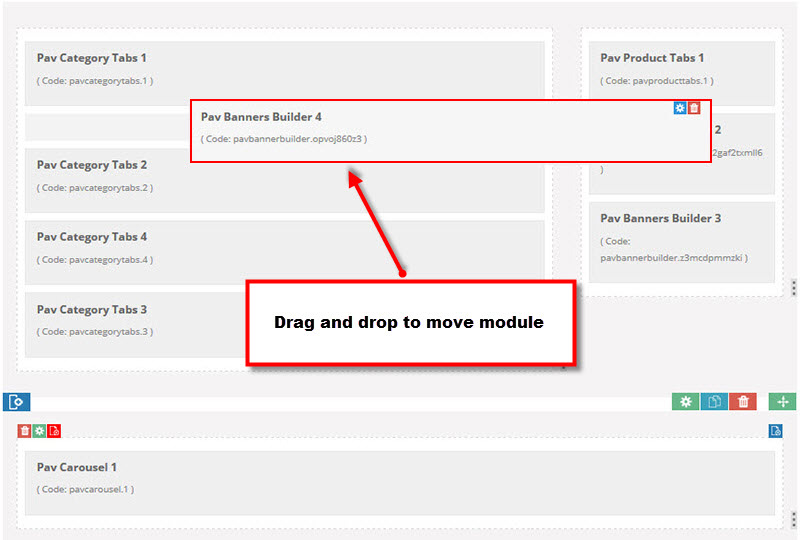 Pav Category Tabs 1
( Code: pavcategorytabs.1 )
Pav Product Tabs 1
( Code: pavproducttabs.1 )
Pav Banners Builder 4
( Code: pavbannerbuilder.opvoj860z3 )
2
2gaf2txmll6
)
Pav Category Tabs 2
( Code: pavcategorytabs.2 )
Pav Category Tabs 4
( Code: pavcategorytabs.4 )
Pav Category Tabs 3
( Code: pavcategorytabs.3 )
Pav Banners Builder 3
( Code:
pavbannerbuilder.z3mcdpmmzki )
Drag and drop to move module
Pav Carousel 1
( Code: pavcarousel.1 )